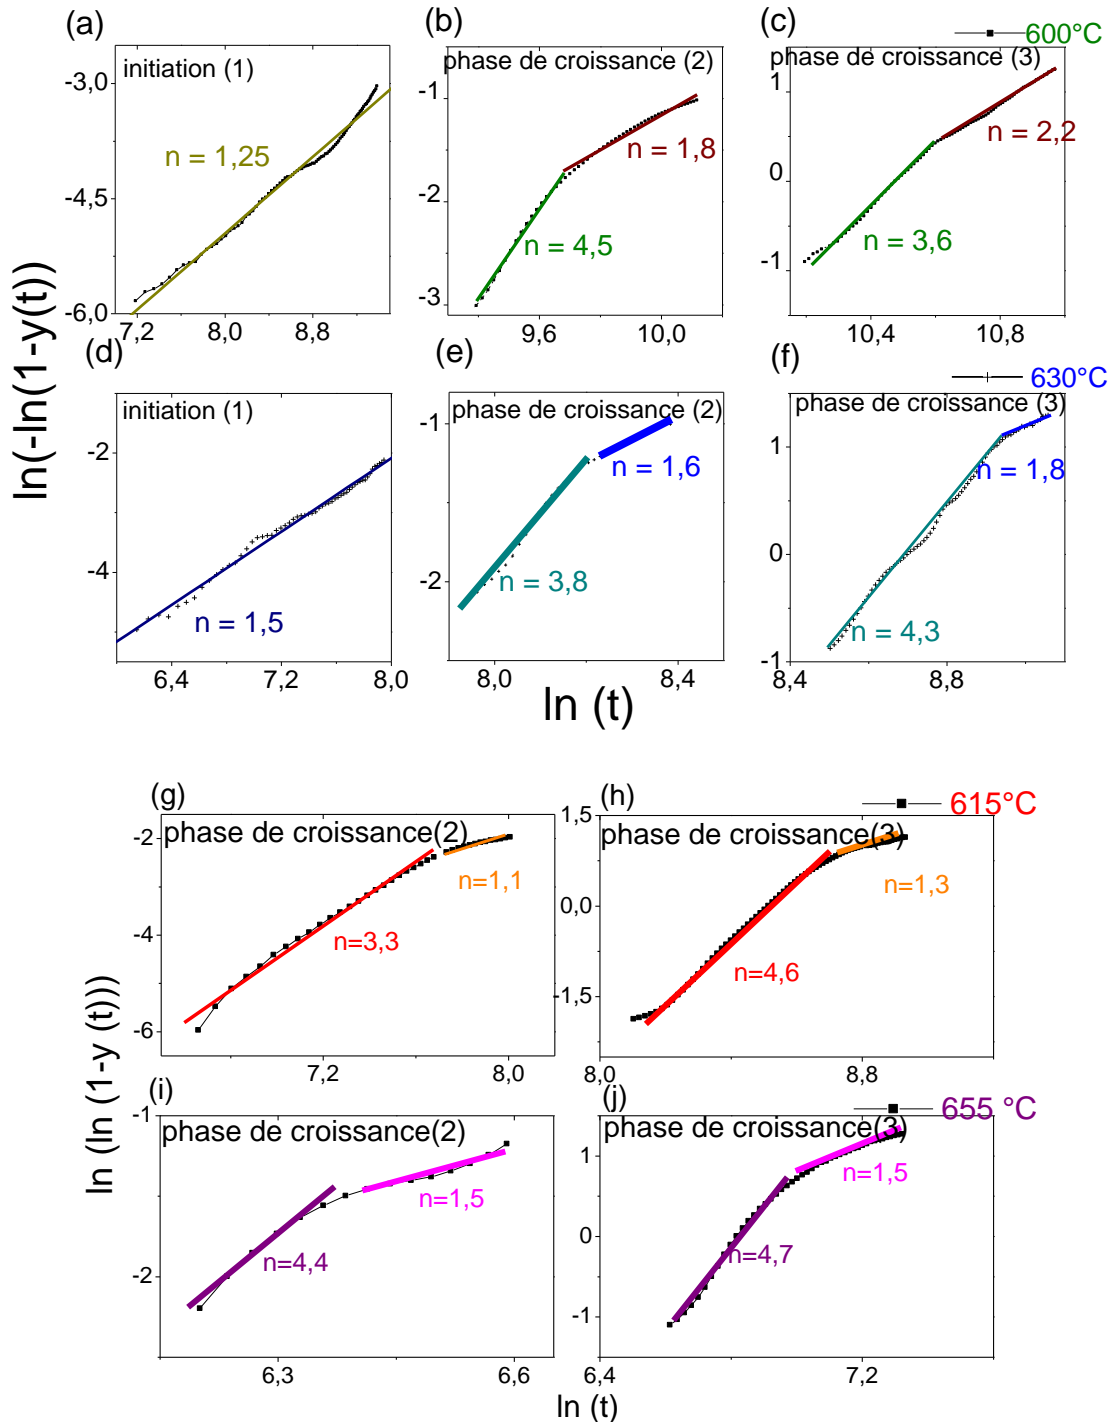 (a)
(b)
(c)
600°C
initiation (1)
phase de croissance (2)
phase de croissance (3)
n = 1,25
n = 1,8
n = 4,5
n = 2,2
n = 3,6
-3,0
-4,5
-6,0
7,2 8,0 8,8
-1
-2
-3
9,6 10,0
1
0
-1
10,4 10,8
ln(-ln(1-y(t))
(d)
(e)
(f)
630°C
initiation (1)
phase de croissance (2)
phase de croissance (3)
n = 1,5
n = 1,6
n = 3,8
n = 1,8
n = 4,3
-2
-4
6,4 7,2 8,0
-1
-2
8,0 8,4
1
0
-1
8,4 8,8
ln (t)
(g)
(h)
615°C
phase de croissance(2)
phase de croissance(3)
n=1,1
n=3,3
n=1,3
n=4,6
-2
-4
-6
7,2 8,0
1,5
0,0
-1,5
8,0 8,8
ln (ln (1-y (t)))
(i)
(j)
655 °C
phase de croissance(2)
phase de croissance(3)
n=1,5
n=4,4
n=1,5
n=4,7
-1
-2
6,3 6,6
1
0
-1
6,4 7,2
ln (t)